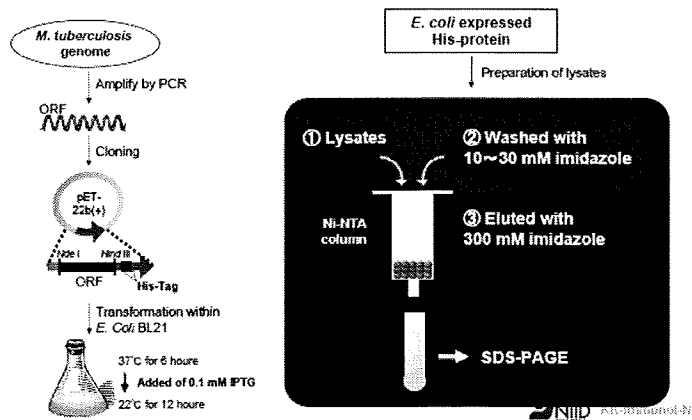 M. tuberculosis
genome
Amplify by PCR
ORF
Cloning
pET-
22b(+)
Nde I
Hind III
ORF
His-Tag
Transformation within
E. Coli BL21
37°C for 6 houre
Added of 0.1 mM IPTG
22°C for 12 hours
E. coli expressed
His-protein
Preparation of lysates
① Lysates
② Washed with
10～30 mM imidazole
Ni-NTA
column
③ Eluted with
300 mM imidazole
SDS-PAGE